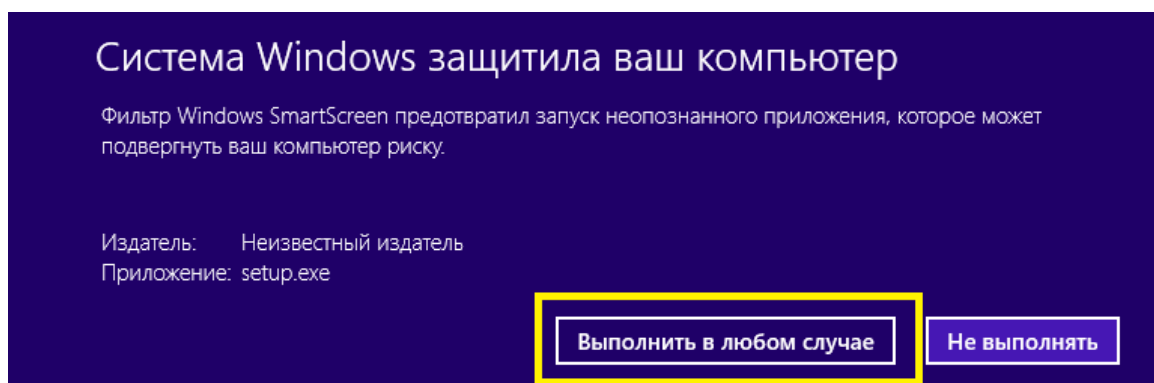 Система Windows защитила ваш компьютер
Фильтр Windows SmartScreen предотвратил запуск неопознанного приложения, которое может
подвергнуть ваш компьютер риску.
Издатель: Неизвестный издатель
Приложение: setup.exe
Выполнить в любом случае Не выполнять